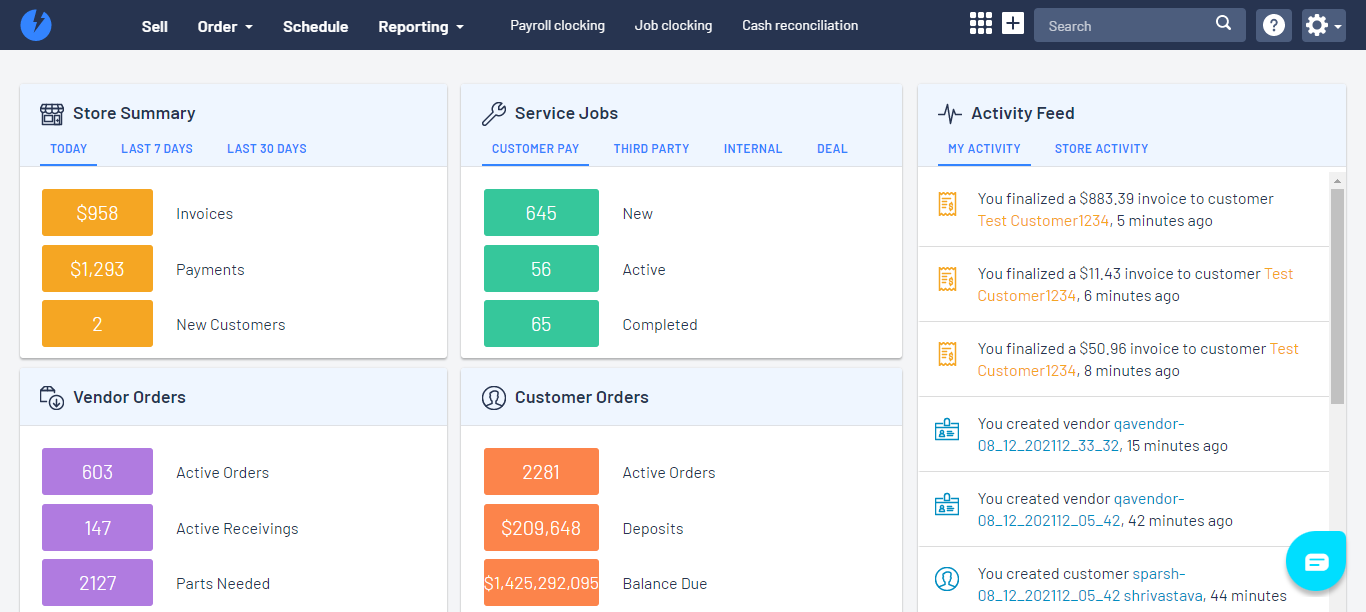 Sell Order Schedule Reporting Payroll clocking Job clocking Cash reconciliation Search
Store Summary
TODAY LAST 7 DAYS LAST 30 DAYS
$958 Invoices
$1,293 Payments
2 New Customers
Service Jobs
CUSTOMER PAY THIRD PARTY INTERNAL DEAL
645 New
56 Active
65 Completed
Vendor Orders
603 Active Orders
147 Active Receivings
2127 Parts Needed
Customer Orders
2281 Active Orders
$209,648 Deposits
$1,425,292,095 Balance Due
Activity Feed
MY ACTIVITY STORE ACTIVITY
You finalized a $883.39 invoice to customer
Test Customer1234, 5 minutes ago
You finalized a $11.43 invoice to customer Test
Customer1234, 6 minutes ago
You finalized a $50.96 invoice to customer Test
Customer1234, 8 minutes ago
You created vendor qavendor-
08_12_202112_33_32, 15 minutes ago
You created vendor qavendor-
08_12_202112_05_42, 42 minutes ago
You created customer sparsh-
08_12_202112_05_42 shrivastava, 44 minutes